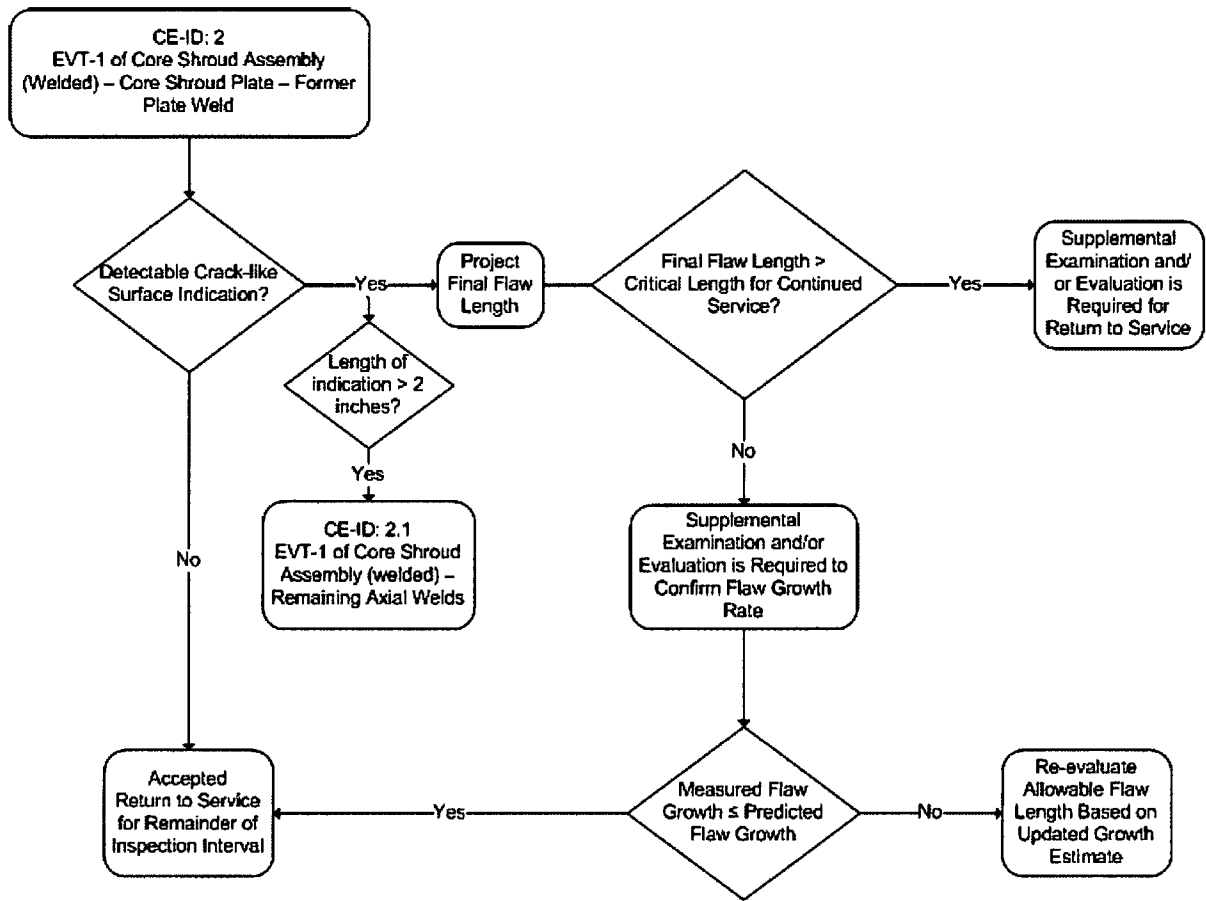 CE-ID: 2
EVT-1 of Core Shroud Assembly
(Welded) – Core Shroud Plate – Former
Plate Weld
Detectable Crack-like
Surface Indication?
Yes
Project
Final Flaw
Length
Final Flaw Length >
Critical Length for Continued
Service?
Yes
Supplemental
Examination and/
or Evaluation is
Required for
Return to Service
Length of
indication > 2
inches?
Yes
CE-ID: 2.1
EVT-1 of Core Shroud
Assembly (welded) –
Remaining Axial Welds
No
No
Supplemental
Examination and/or
Evaluation is Required to
Confirm Flaw Growth
Rate
Accepted
Return to Service
for Remainder of
Inspection Interval
Yes
Measured Flaw
Growth ≤ Predicted
Flaw Growth
No
Re-evaluate
Allowable Flaw
Length Based on
Updated Growth
Estimate